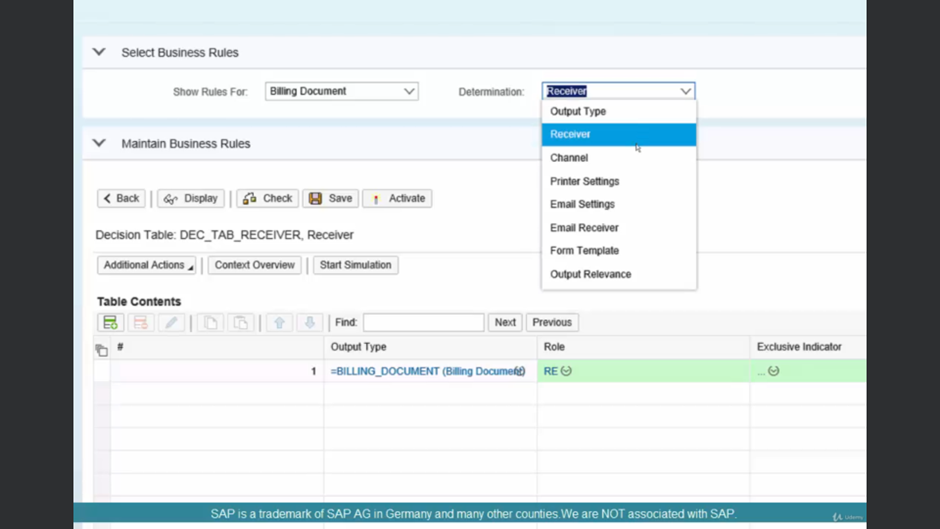 Select Business Rules
Show Rules For: Billing Document Determination: Receiver
Output Type
Receiver
Channel
Printer Settings
Email Settings
Email Receiver
Form Template
Output Relevance
Maintain Business Rules
Back Display Check Save Activate
Decision Table: DEC_TAB_RECEIVER, Receiver
Additional Actions Context Overview Start Simulation
Table Contents
Find: Next Previous
# Output Type Role Exclusive Indicator
1 =BILLING_DOCUMENT (Billing Document) RE ...
SAP is a trademark of SAP AG in Germany and many other counties.We are NOT associated with SAP.
Udemy